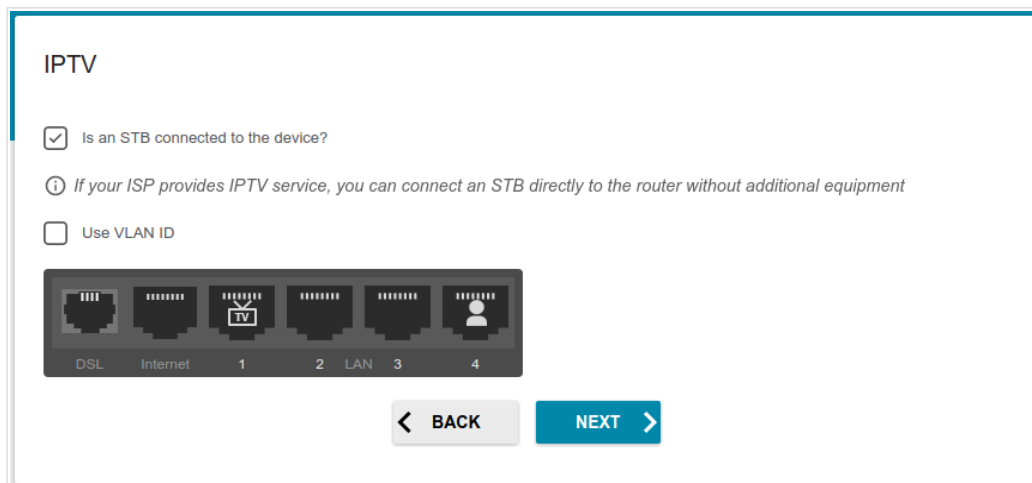 IPTV
Is an STB connected to the device?
If your ISP provides IPTV service, you can connect an STB directly to the router without additional equipment
Use VLAN ID
TV
DSL Internet 1 2 LAN 3 4
BACK NEXT